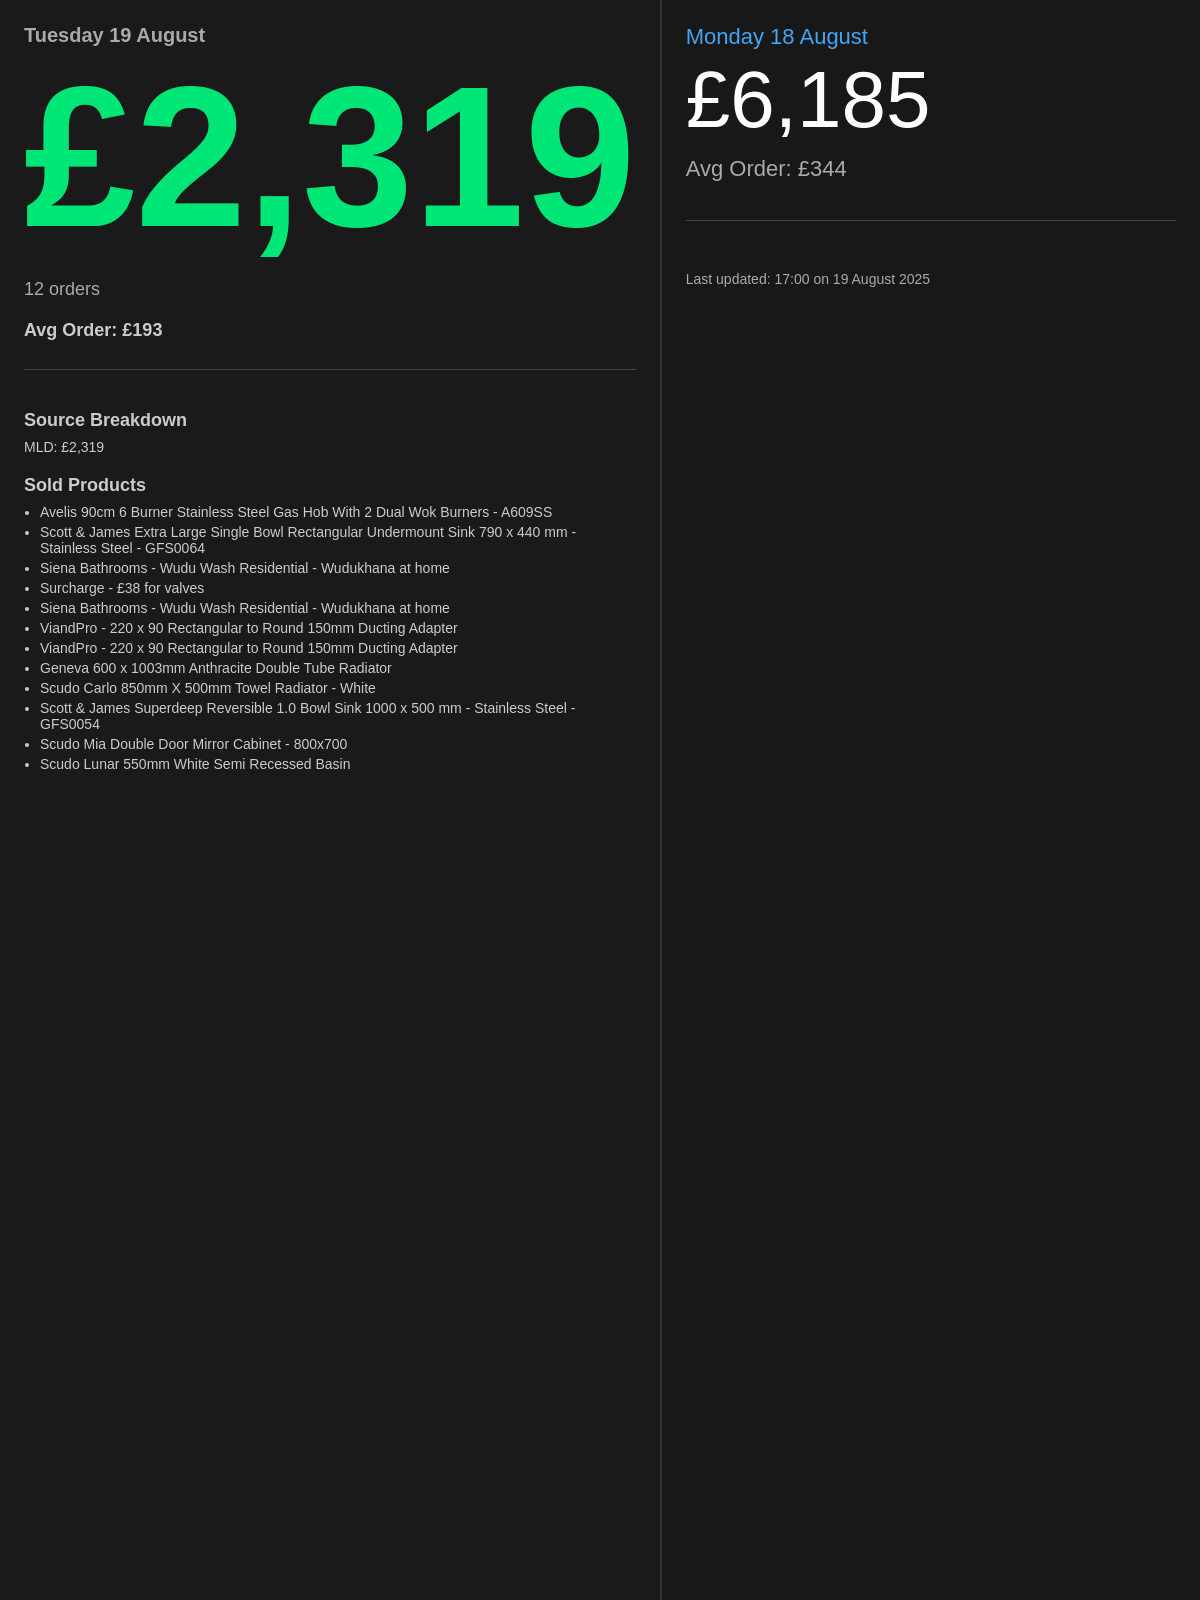 Tuesday 19 August
£2,319
12 orders
Avg Order: £193
Source Breakdown
MLD: £2,319
Sold Products
• Avelis 90cm 6 Burner Stainless Steel Gas Hob With 2 Dual Wok Burners - A609SS
• Scott & James Extra Large Single Bowl Rectangular Undermount Sink 790 x 440 mm -
Stainless Steel - GFS0064
• Siena Bathrooms - Wudu Wash Residential - Wudukhana at home
• Surcharge - £38 for valves
• Siena Bathrooms - Wudu Wash Residential - Wudukhana at home
• ViandPro - 220 x 90 Rectangular to Round 150mm Ducting Adapter
• ViandPro - 220 x 90 Rectangular to Round 150mm Ducting Adapter
• Geneva 600 x 1003mm Anthracite Double Tube Radiator
• Scudo Carlo 850mm X 500mm Towel Radiator - White
• Scott & James Superdeep Reversible 1.0 Bowl Sink 1000 x 500 mm - Stainless Steel -
GFS0054
• Scudo Mia Double Door Mirror Cabinet - 800x700
• Scudo Lunar 550mm White Semi Recessed Basin
Monday 18 August
£6,185
Avg Order: £344
Last updated: 17:00 on 19 August 2025